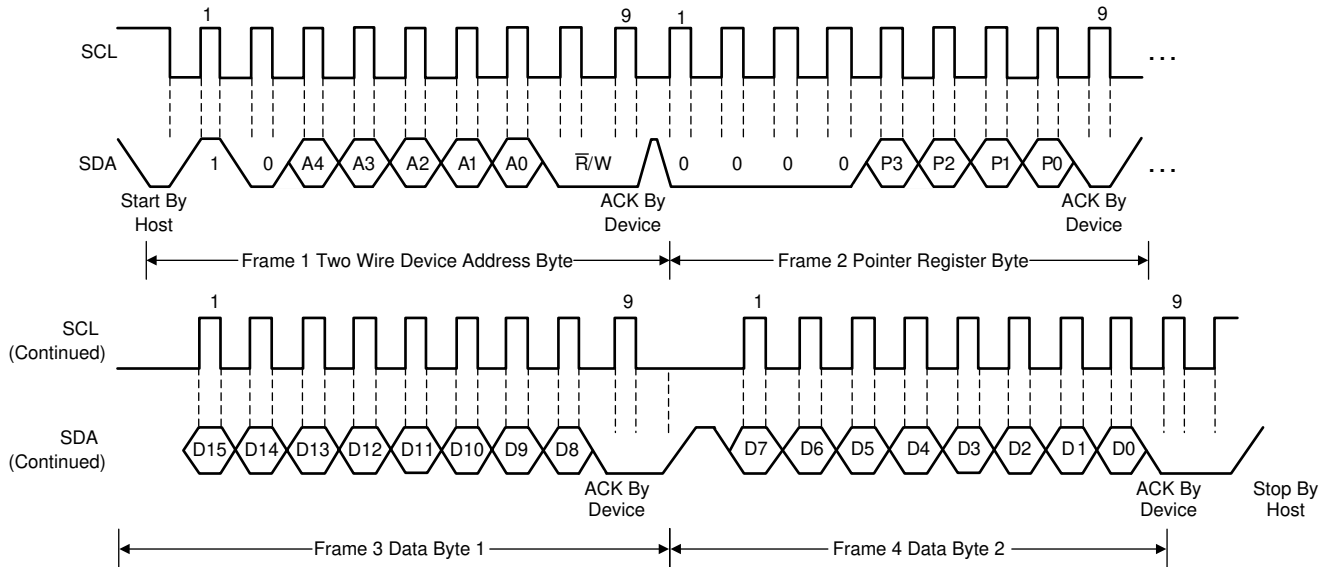 1 9 1 9
SCL ...
SDA 1 0 A4 A3 A2 A1 A0 R̅/W 0 0 0 0 P3 P2 P1 P0 ...
Start By Host
ACK By Device
ACK By Device
Frame 1 Two Wire Device Address Byte
Frame 2 Pointer Register Byte
1 9 1 9
SCL (Continued)
SDA (Continued)
D15 D14 D13 D12 D11 D10 D9 D8 D7 D6 D5 D4 D3 D2 D1 D0
ACK By Device
ACK By Device
Stop By Host
Frame 3 Data Byte 1
Frame 4 Data Byte 2